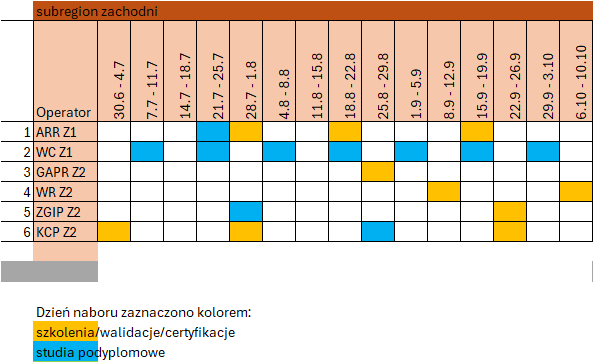 subregion zachodni
Operator 30.6 - 4.7 7.7 - 11.7 14.7 - 18.7 21.7 - 25.7 28.7 - 1.8 4.8 - 8.8 11.8 - 15.8 18.8 - 22.8 25.8 - 29.8 1.9 - 5.9 8.9 - 12.9 15.9 - 19.9 22.9 - 26.9 29.9 - 3.10 6.10 - 10.10
1 ARR Z1
2 WC Z1
3 GAPR Z2
4 WR Z2
5 ZGIP Z2
6 KCP Z2
Dzień naboru zaznaczono kolorem:
szkolenia/walidacje/certyfikacje
studia podyplomowe